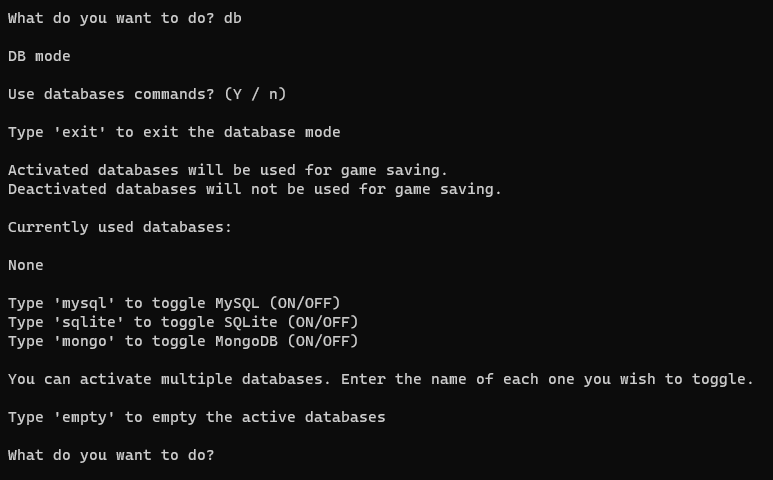 What do you want to do? db
DB mode
Use databases commands? (Y / n)
Type 'exit' to exit the database mode
Activated databases will be used for game saving.
Deactivated databases will not be used for game saving.
Currently used databases:
None
Type 'mysql' to toggle MySQL (ON/OFF)
Type 'sqlite' to toggle SQLite (ON/OFF)
Type 'mongo' to toggle MongoDB (ON/OFF)
You can activate multiple databases. Enter the name of each one you wish to toggle.
Type 'empty' to empty the active databases
What do you want to do?